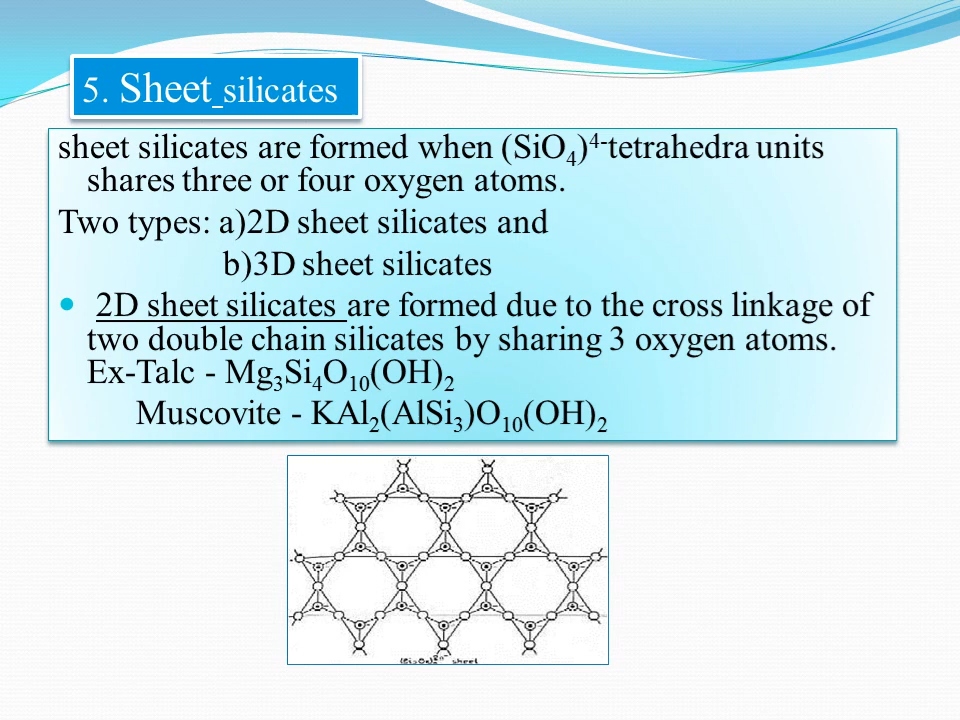 5. Sheet silicates
sheet silicates are formed when (SiO₄)⁴⁻tetrahedra units
shares three or four oxygen atoms.
Two types: a)2D sheet silicates and
b)3D sheet silicates
• 2D sheet silicates are formed due to the cross linkage of
two double chain silicates by sharing 3 oxygen atoms.
Ex-Talc - Mg₃Si₄O₁₀(OH)₂
Muscovite - KAl₂(AlSi₃)O₁₀(OH)₂
sheet